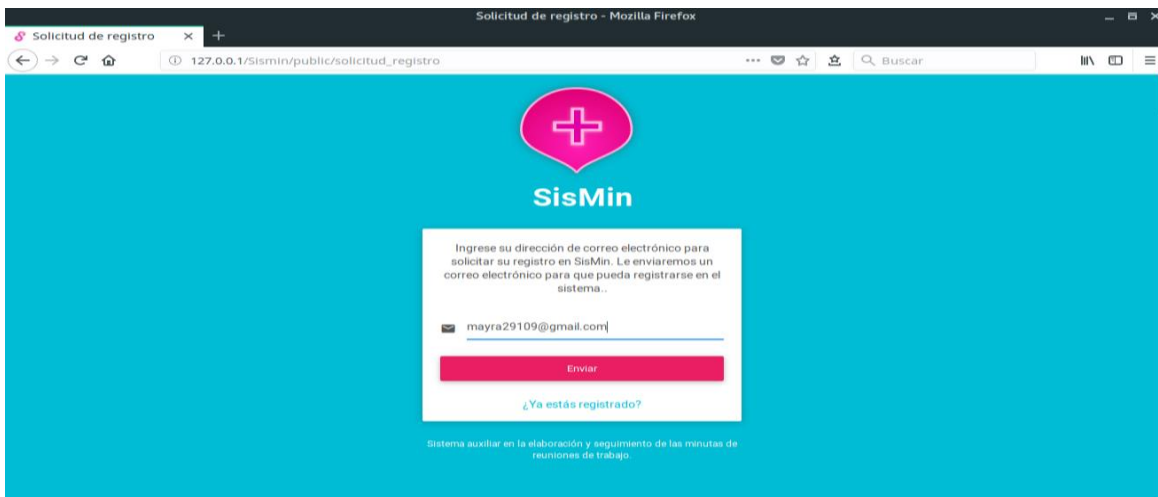 Solicitud de registro - Mozilla Firefox
Solicitud de registro
127.0.0.1/Sismin/public/solicitud_registro
Buscar
SisMin
Ingrese su dirección de correo electrónico para
solicitar su registro en SisMin. Le enviaremos un
correo electrónico para que pueda registrarse en el
sistema..
mayra29109@gmail.com
Enviar
¿Ya estás registrado?
Sistema auxiliar en la elaboración y seguimiento de las minutas de
reuniones de trabajo.